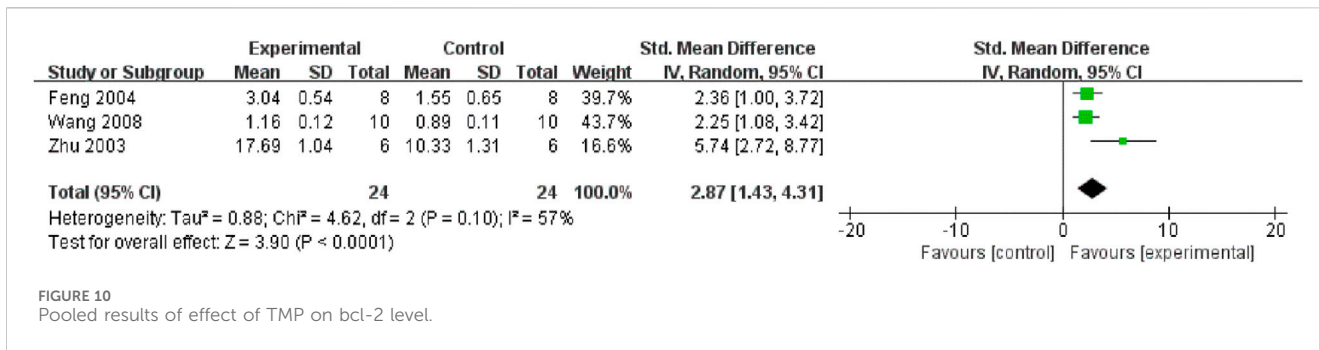 Experimental Control Std. Mean Difference Std. Mean Difference
Study or Subgroup Mean SD Total Mean SD Total Weight IV, Random, 95% CI IV, Random, 95% CI
Feng 2004 3.04 0.54 8 1.55 0.65 8 39.7% 2.36 [1.00, 3.72]
Wang 2008 1.16 0.12 10 0.89 0.11 10 43.7% 2.25 [1.08, 3.42]
Zhu 2003 17.69 1.04 6 10.33 1.31 6 16.6% 5.74 [2.72, 8.77]
Total (95% CI) 24 24 100.0% 2.87 [1.43, 4.31]
Heterogeneity: Tau² = 0.88; Chi² = 4.62, df = 2 (P = 0.10); I² = 57%
Test for overall effect: Z = 3.90 (P < 0.0001)
-20 -10 0 10 20
Favours [control] Favours [experimental]
FIGURE 10
Pooled results of effect of TMP on bcl-2 level.